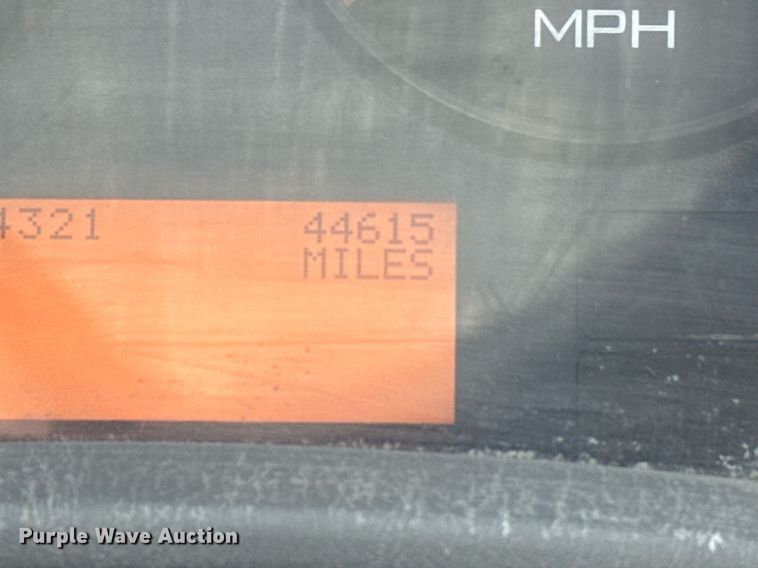 MPH
4321 44615
MILES
Purple Wave Auction